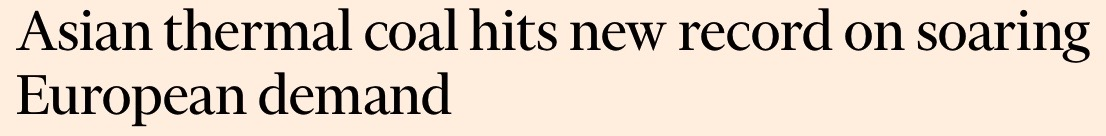 Asian thermal coal hits new record on soaring
European demand